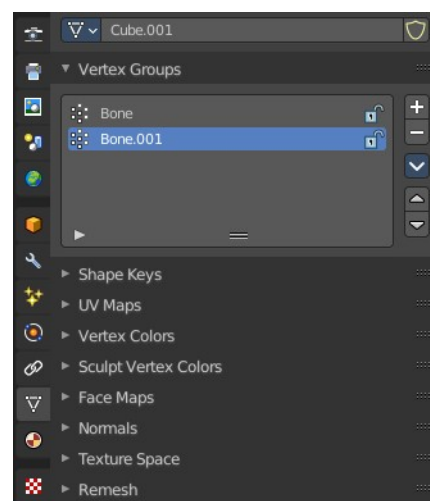 Cube.001
Vertex Groups
Bone
Bone.001
Shape Keys
UV Maps
Vertex Colors
Sculpt Vertex Colors
Face Maps
Normals
Texture Space
Remesh